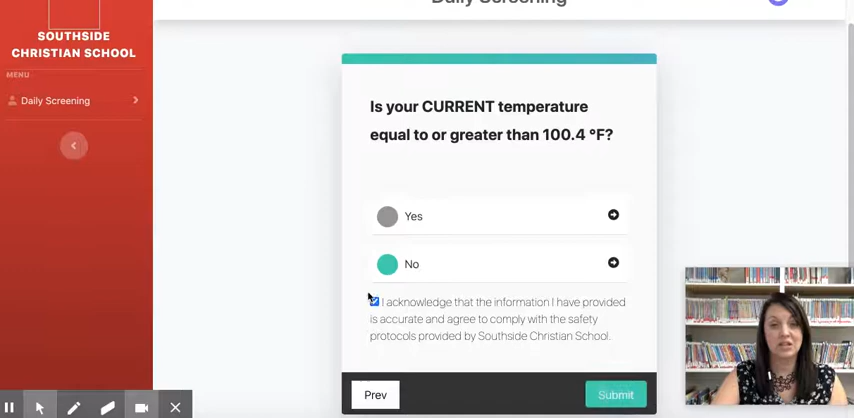 Daily Screening
SOUTHSIDE
CHRISTIAN SCHOOL
MENU
Daily Screening
Is your CURRENT temperature
equal to or greater than 100.4 °F?
Yes
No
I acknowledge that the information I have provided
is accurate and agree to comply with the safety
protocols provided by Southside Christian School.
Prev
Submit